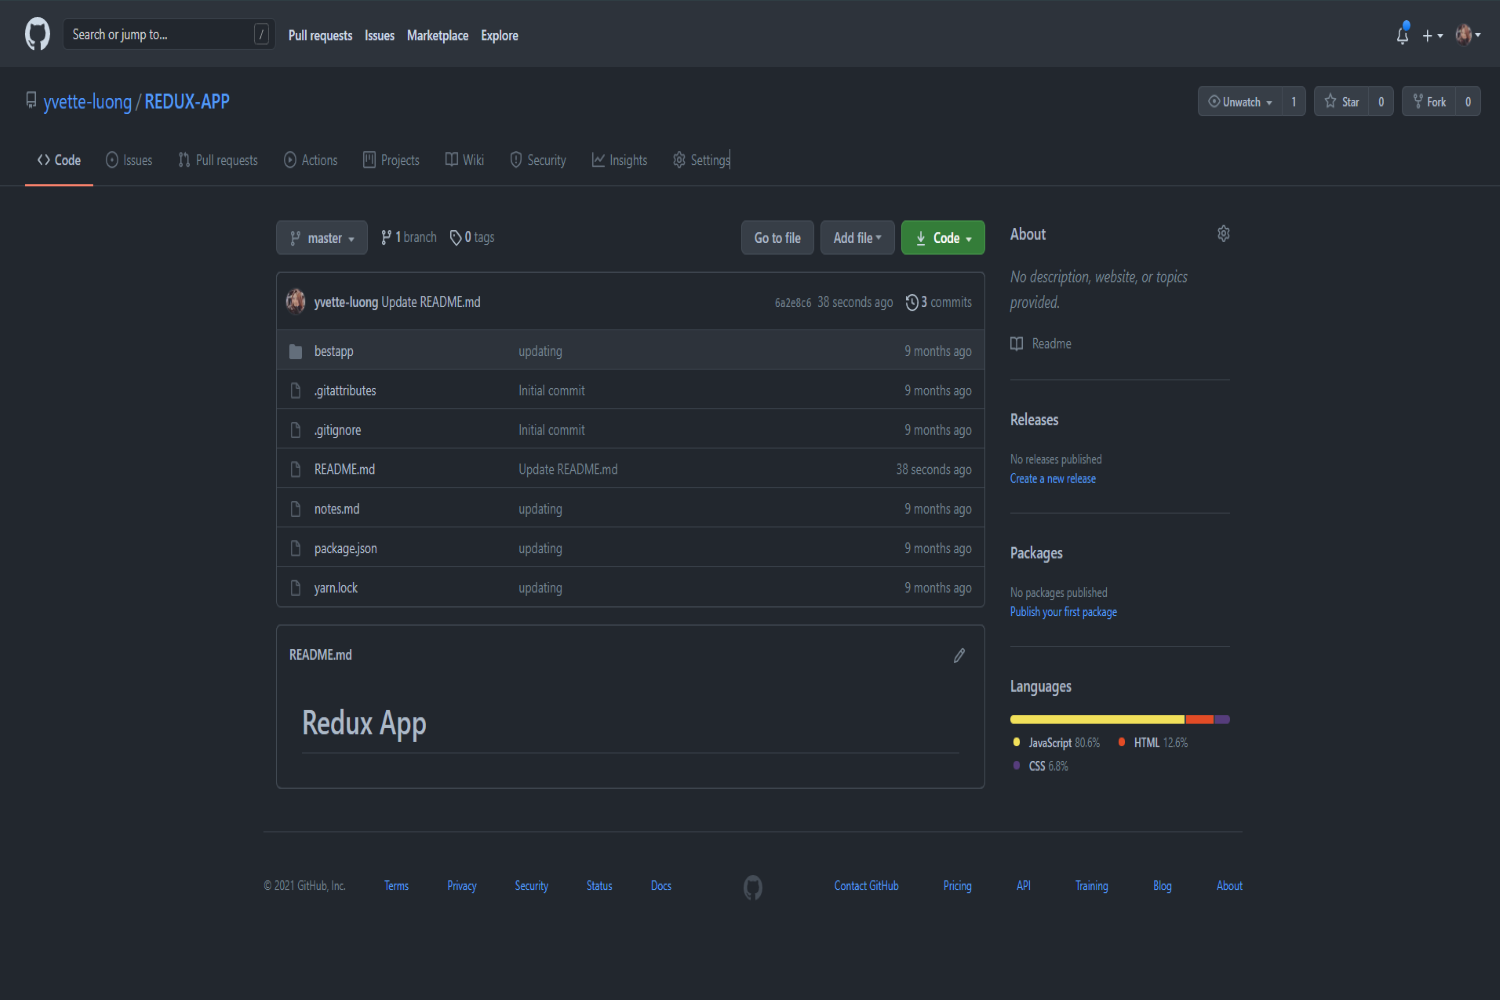 Search or jump to... / Pull requests Issues Marketplace Explore
yvette-luong / REDUX-APP Unwatch 1 Star 0 Fork 0
Code Issues Pull requests Actions Projects Wiki Security Insights Settings
master 1 branch 0 tags Go to file Add file Code
yvette-luong Update README.md 6a2e8c6 38 seconds ago 3 commits
bestapp updating 9 months ago
.gitattributes Initial commit 9 months ago
.gitignore Initial commit 9 months ago
README.md Update README.md 38 seconds ago
notes.md updating 9 months ago
package.json updating 9 months ago
yarn.lock updating 9 months ago
README.md
Redux App
About
No description, website, or topics
provided.
Readme
Releases
No releases published
Create a new release
Packages
No packages published
Publish your first package
Languages
JavaScript 80.6% HTML 12.6%
CSS 6.8%
© 2021 GitHub, Inc. Terms Privacy Security Status Docs Contact GitHub Pricing API Training Blog About